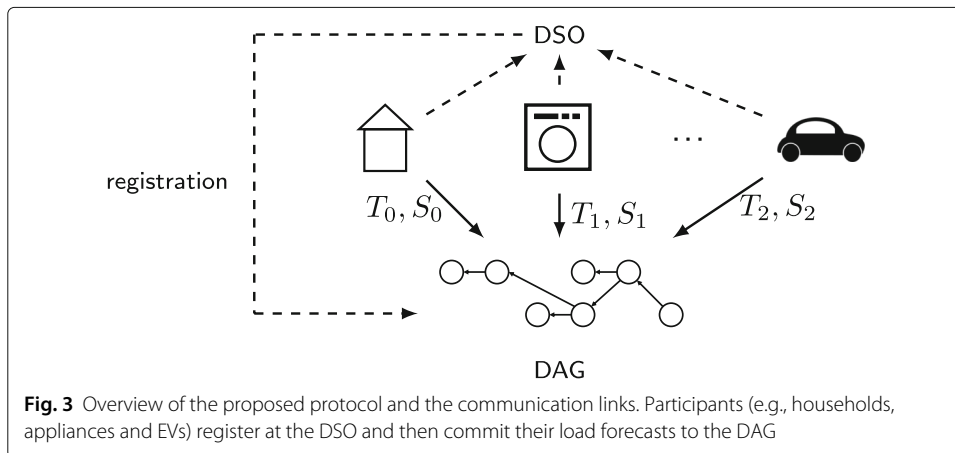 DSO
...
registration
T₀, S₀
T₁, S₁
T₂, S₂
DAG
Fig. 3 Overview of the proposed protocol and the communication links. Participants (e.g., households,
appliances and EVs) register at the DSO and then commit their load forecasts to the DAG